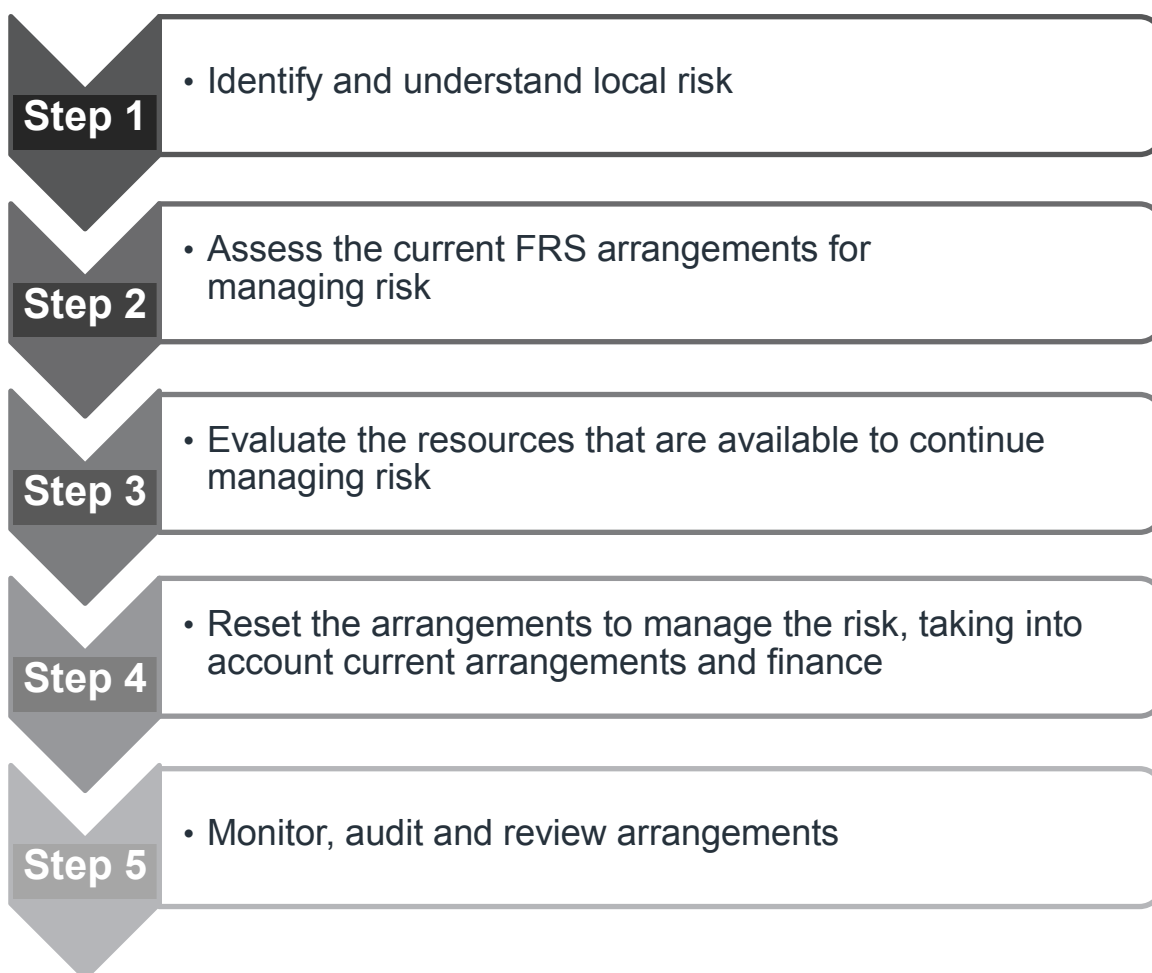 Step 1
• Identify and understand local risk
Step 2
• Assess the current FRS arrangements for
managing risk
Step 3
• Evaluate the resources that are available to continue
managing risk
Step 4
• Reset the arrangements to manage the risk, taking into
account current arrangements and finance
Step 5
• Monitor, audit and review arrangements